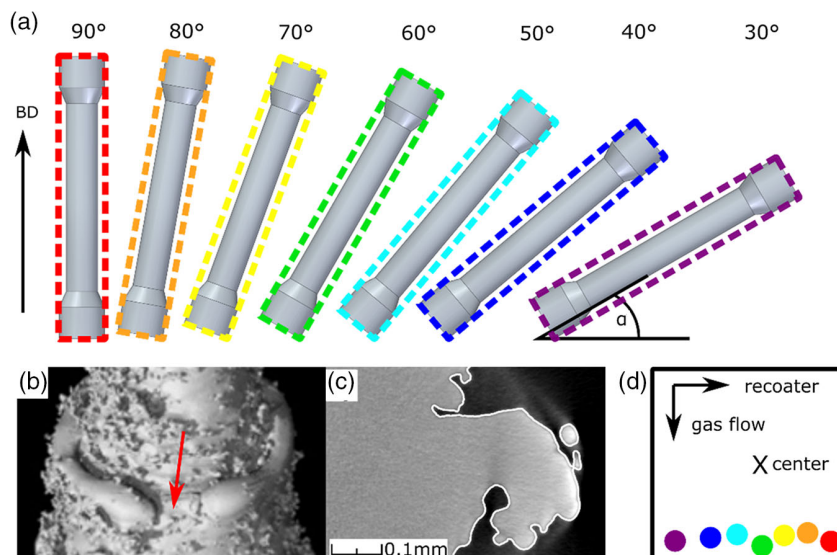 (a)
90° 80° 70° 60° 50° 40° 30°
BD
α
(b)
(c)
0.1mm
(d)
recoater
gas flow
X center